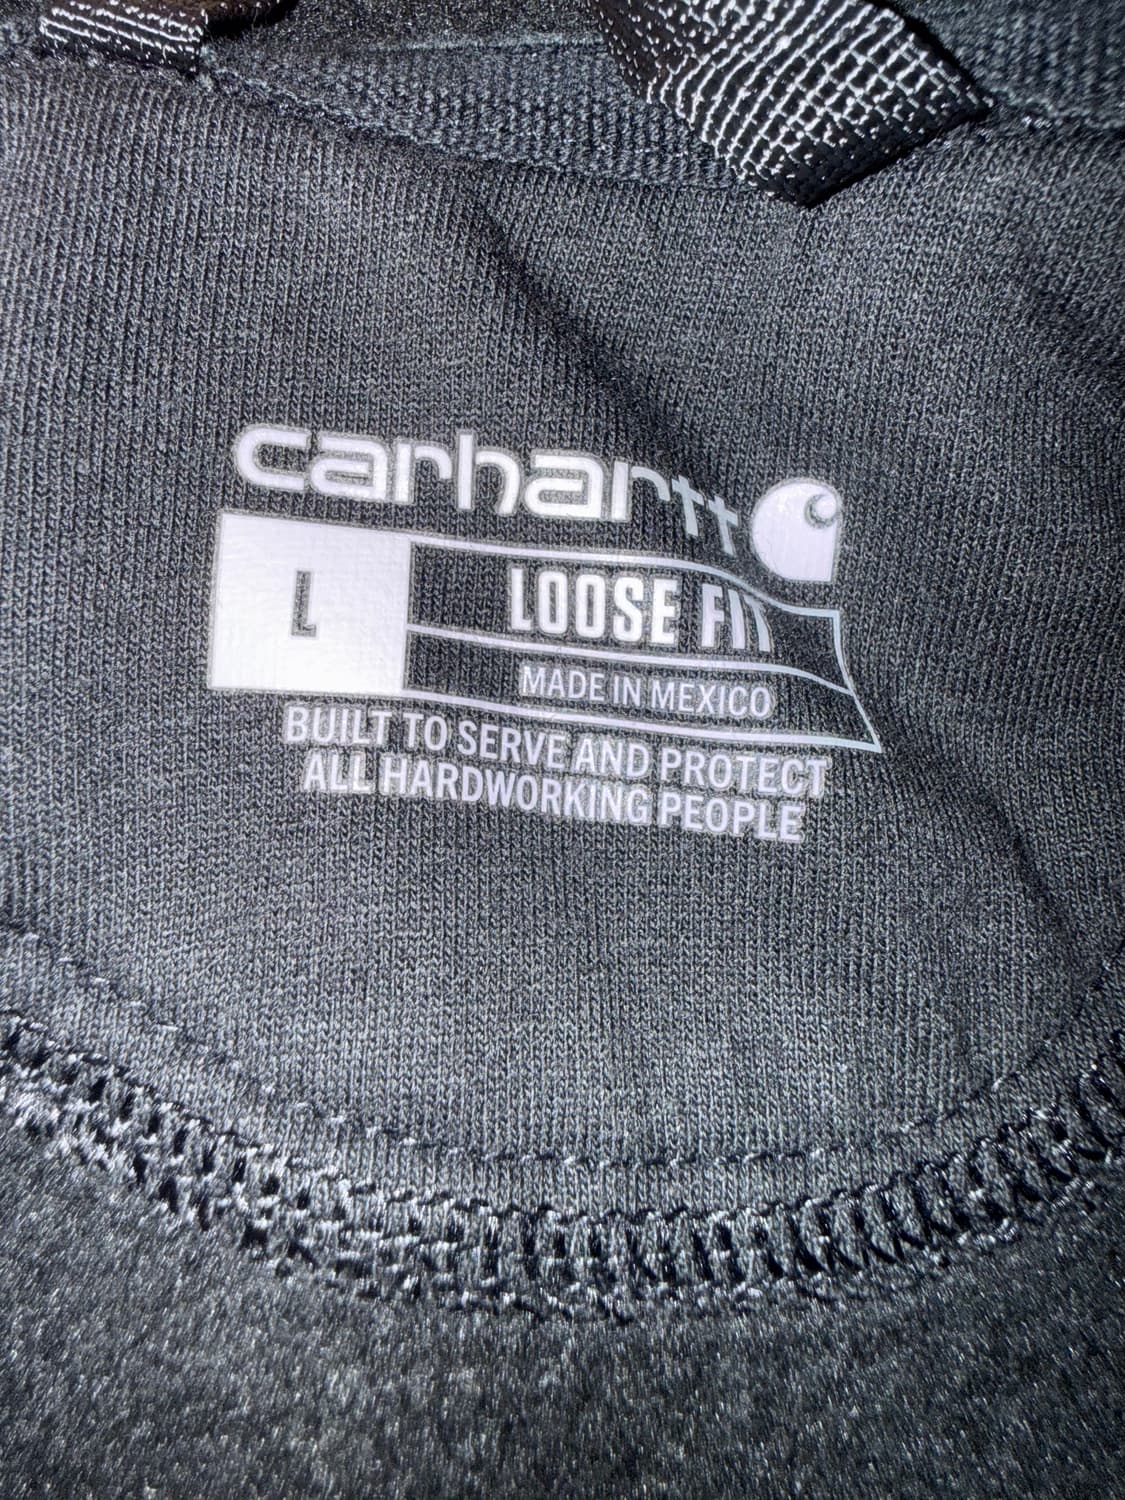 carhartt
L
LOOSE FIT
MADE IN MEXICO
BUILT TO SERVE AND PROTECT
ALL HARDWORKING PEOPLE